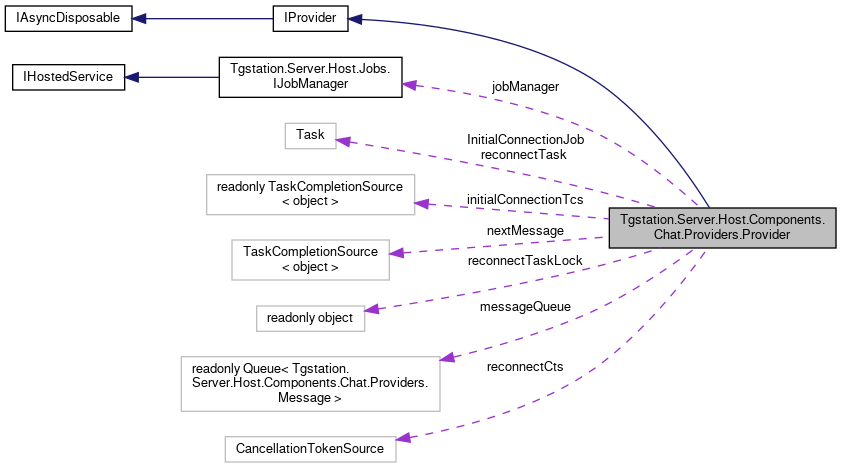 IAsyncDisposable
IProvider
IHostedService
Tgstation.Server.Host.Jobs.
IJobManager
jobManager
Task
InitialConnectionJob
reconnectTask
readonly TaskCompletionSource
< object >
initialConnectionTcs
Tgstation.Server.Host.Components.
Chat.Providers.Provider
nextMessage
TaskCompletionSource
< object >
reconnectTaskLock
readonly object
messageQueue
readonly Queue< Tgstation.
Server.Host.Components.Chat.Providers.
Message >
reconnectCts
CancellationTokenSource